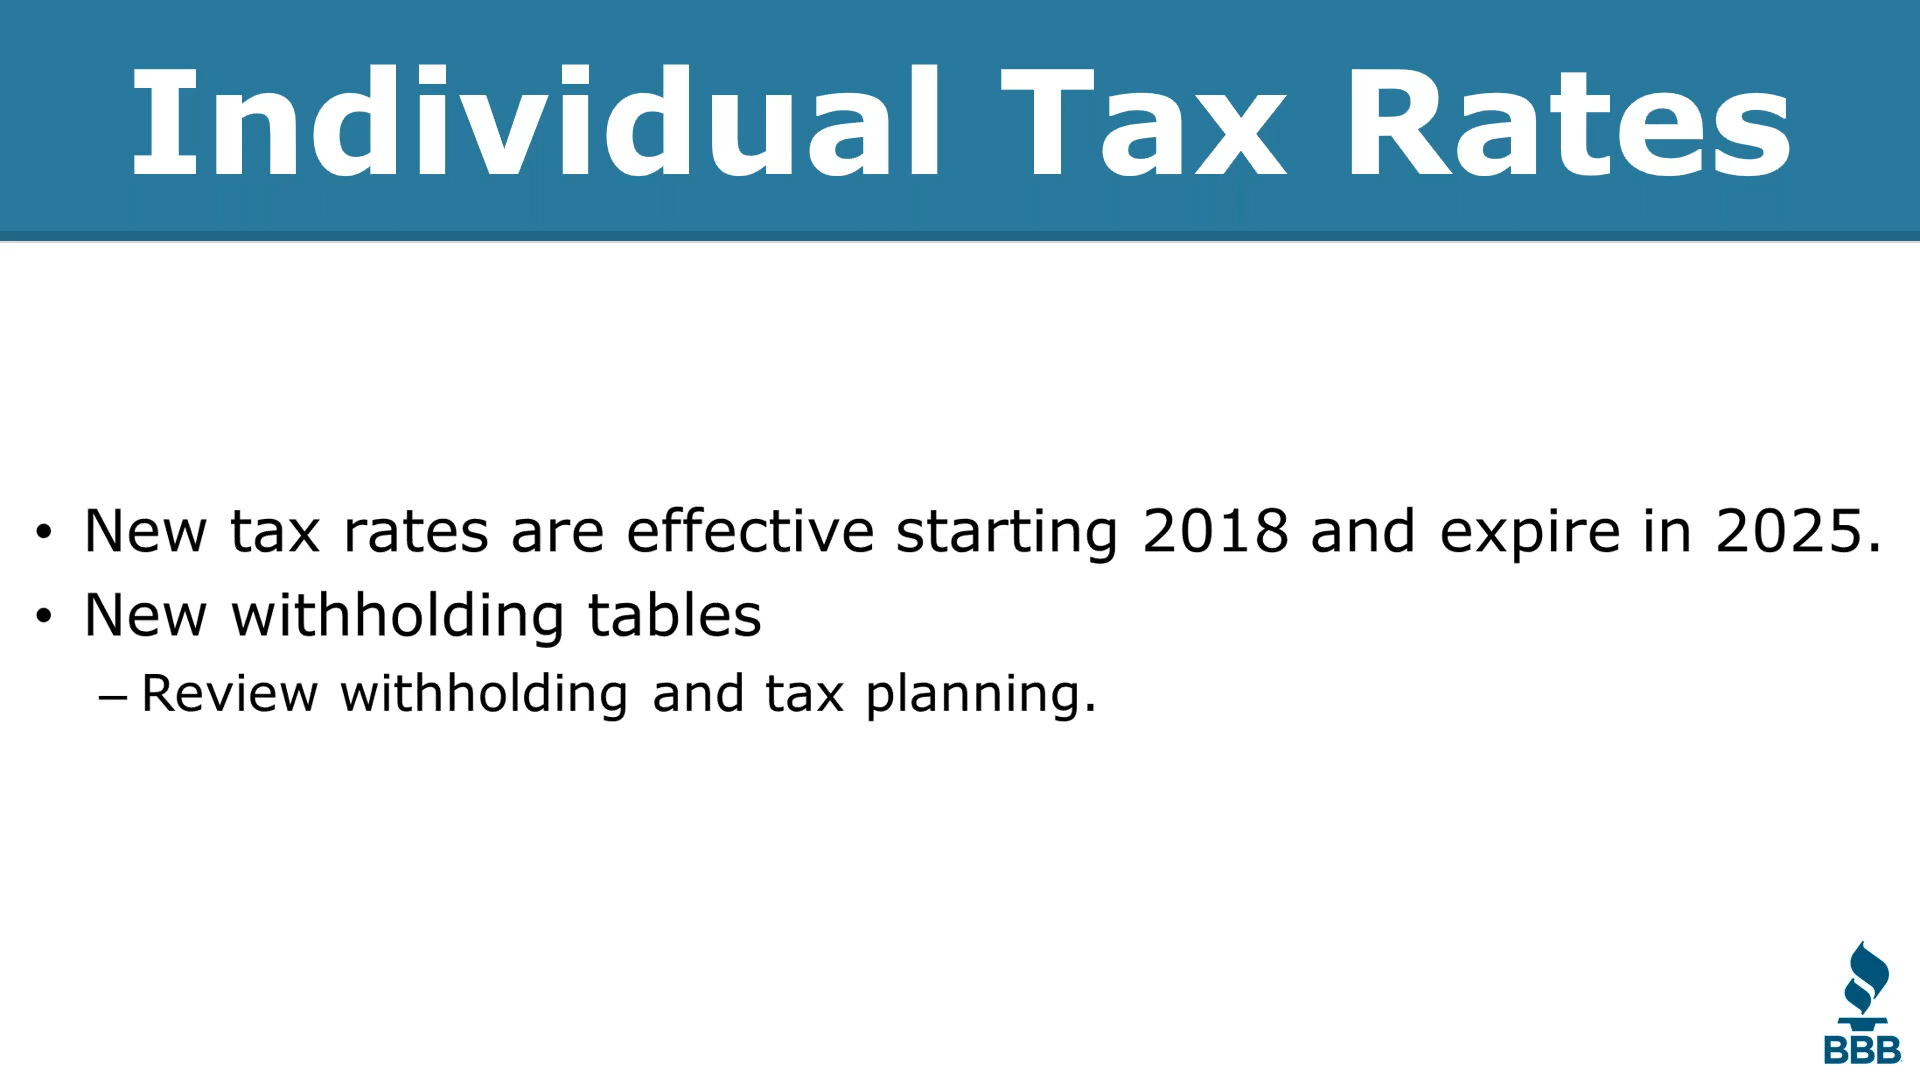 Individual Tax Rates
• New tax rates are effective starting 2018 and expire in 2025.
• New withholding tables
– Review withholding and tax planning.
BBB